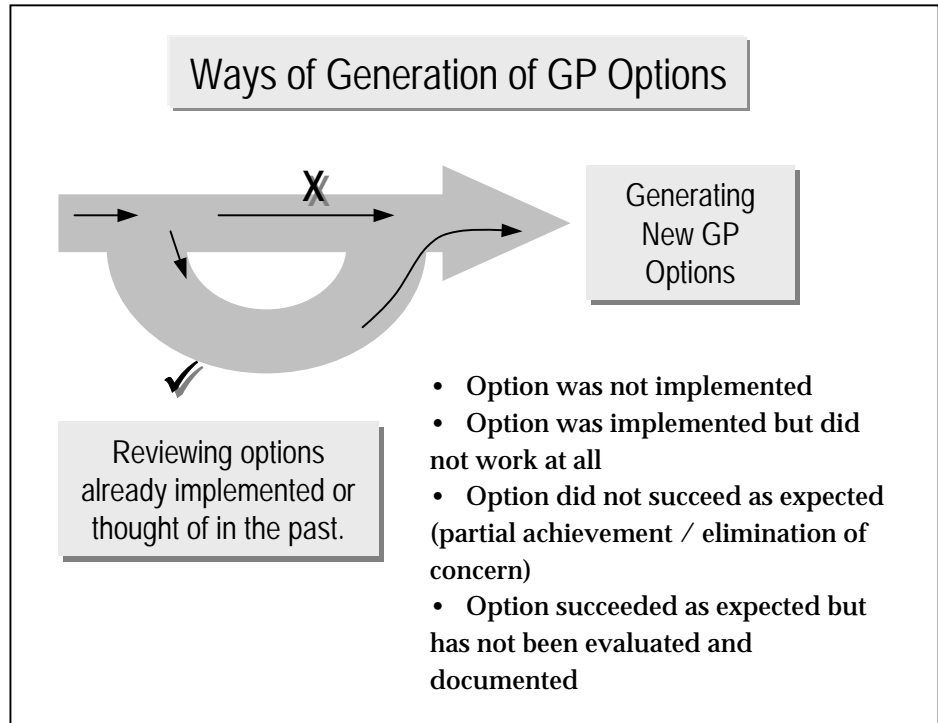 Ways of Generation of GP Options
X
Generating
New GP
Options
Reviewing options
already implemented or
thought of in the past.
• Option was not implemented
• Option was implemented but did
not work at all
• Option did not succeed as expected
(partial achievement / elimination of
concern)
• Option succeeded as expected but
has not been evaluated and
documented